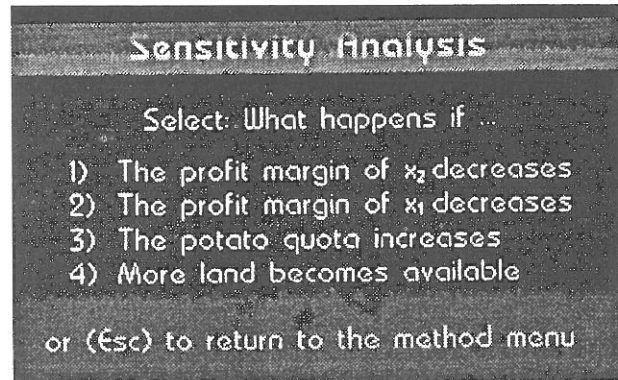 Sensitivity Analysis
Select: What happens if ...
1) The profit margin of x₂ decreases
2) The profit margin of x₁ decreases
3) The potato quota increases
4) More land becomes available
or (Esc) to return to the method menu